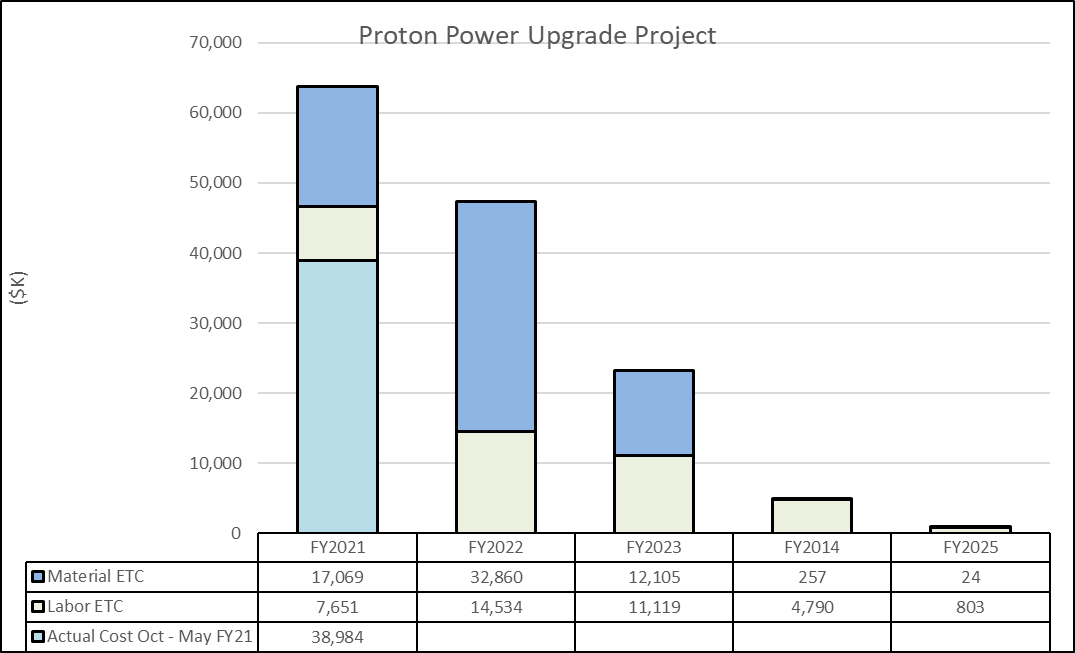 Proton Power Upgrade Project
70,000
60,000
50,000
40,000
30,000
20,000
10,000
0
($K)
FY2021 FY2022 FY2023 FY2014 FY2025
Material ETC 17,069 32,860 12,105 257 24
Labor ETC 7,651 14,534 11,119 4,790 803
Actual Cost Oct - May FY21 38,984